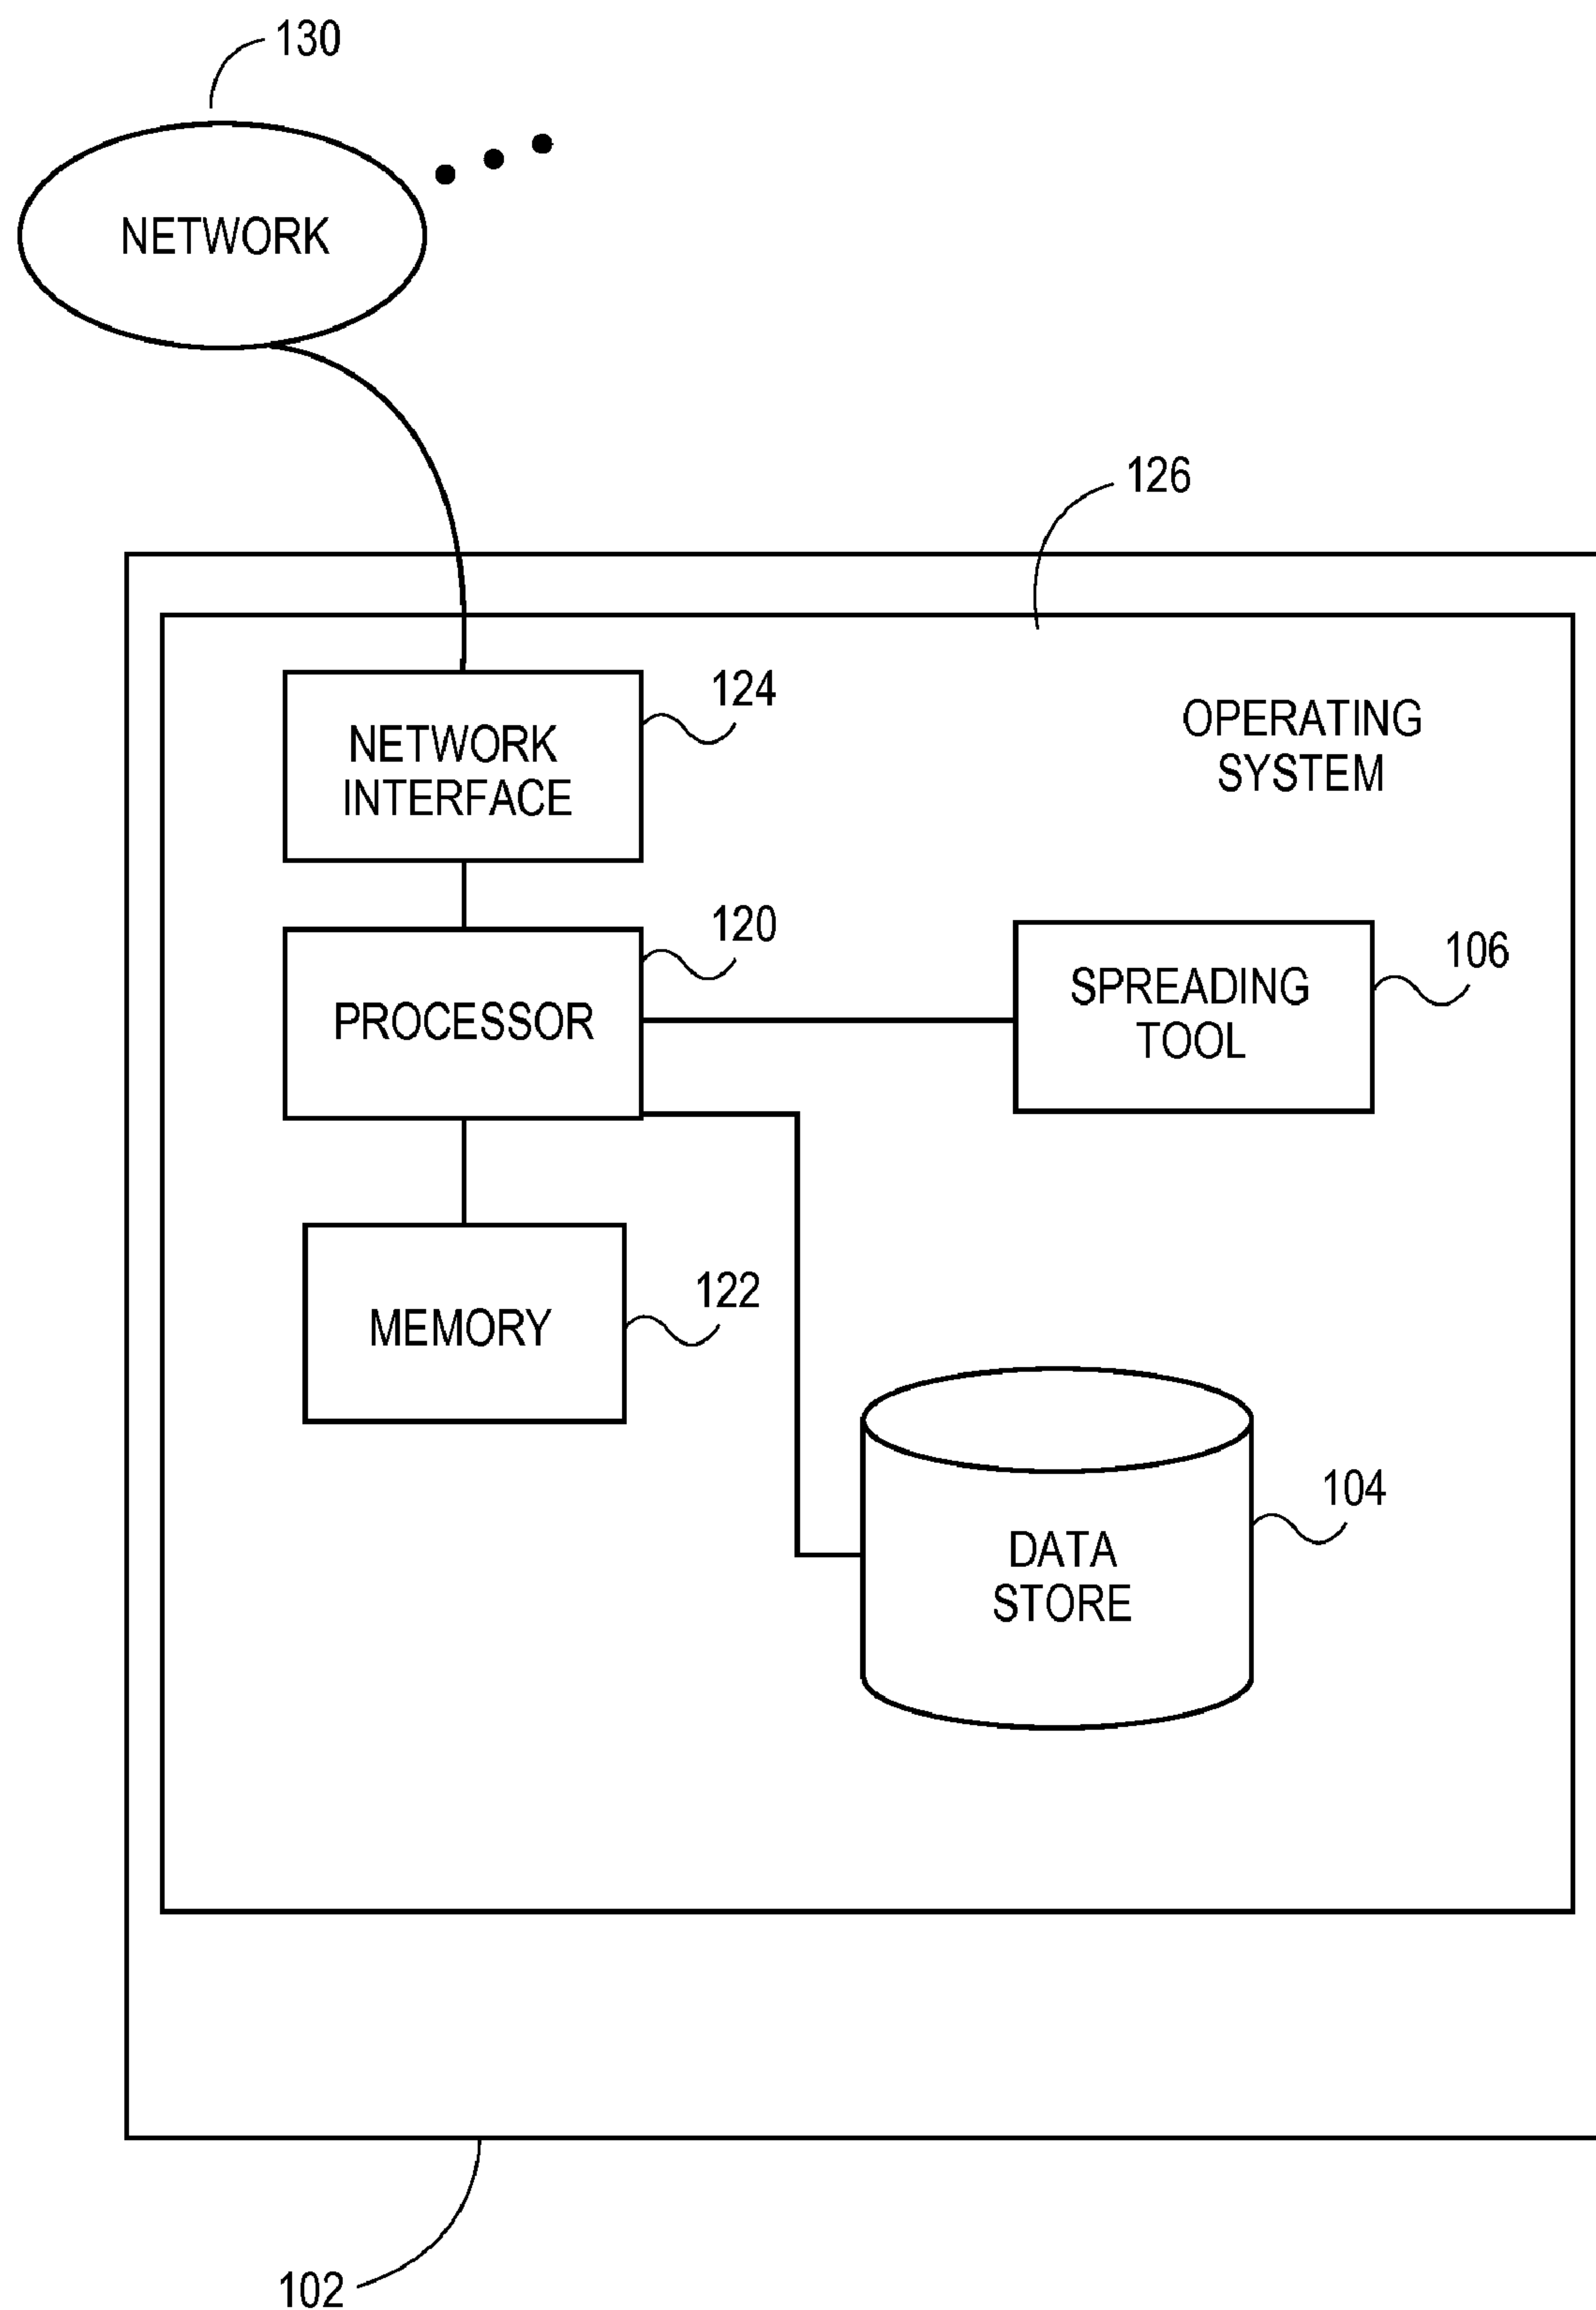 130
NETWORK
126
124
NETWORK
INTERFACE
OPERATING
SYSTEM
120
PROCESSOR
106
SPREADING
TOOL
122
MEMORY
104
DATA
STORE
102